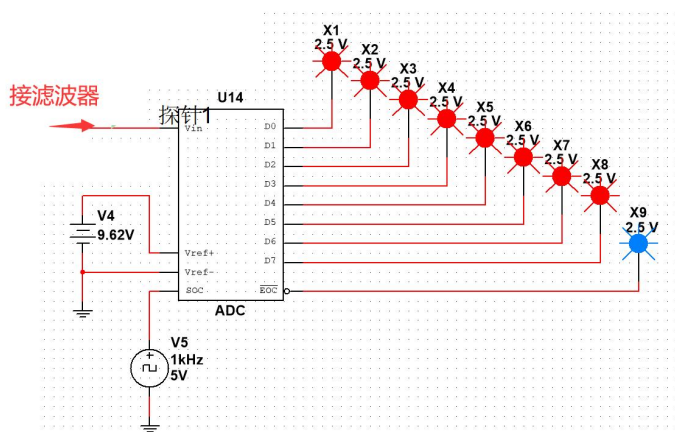 X1
2.5 V
X2
2.5 V
X3
2.5 V
X4
2.5 V
X5
2.5 V
X6
2.5 V
X7
2.5 V
X8
2.5 V
X9
2.5 V
接滤波器
U14
探针1
Vin
D0
D1
D2
D3
D4
D5
D6
D7
V4
9.62V
Vref+
Vref-
SOC
EOC
ADC
V5
1kHz
5V